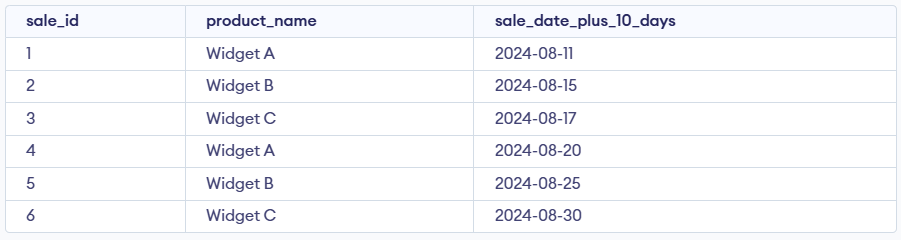 sale_id product_name sale_date_plus_10_days
1 Widget A 2024-08-11
2 Widget B 2024-08-15
3 Widget C 2024-08-17
4 Widget A 2024-08-20
5 Widget B 2024-08-25
6 Widget C 2024-08-30